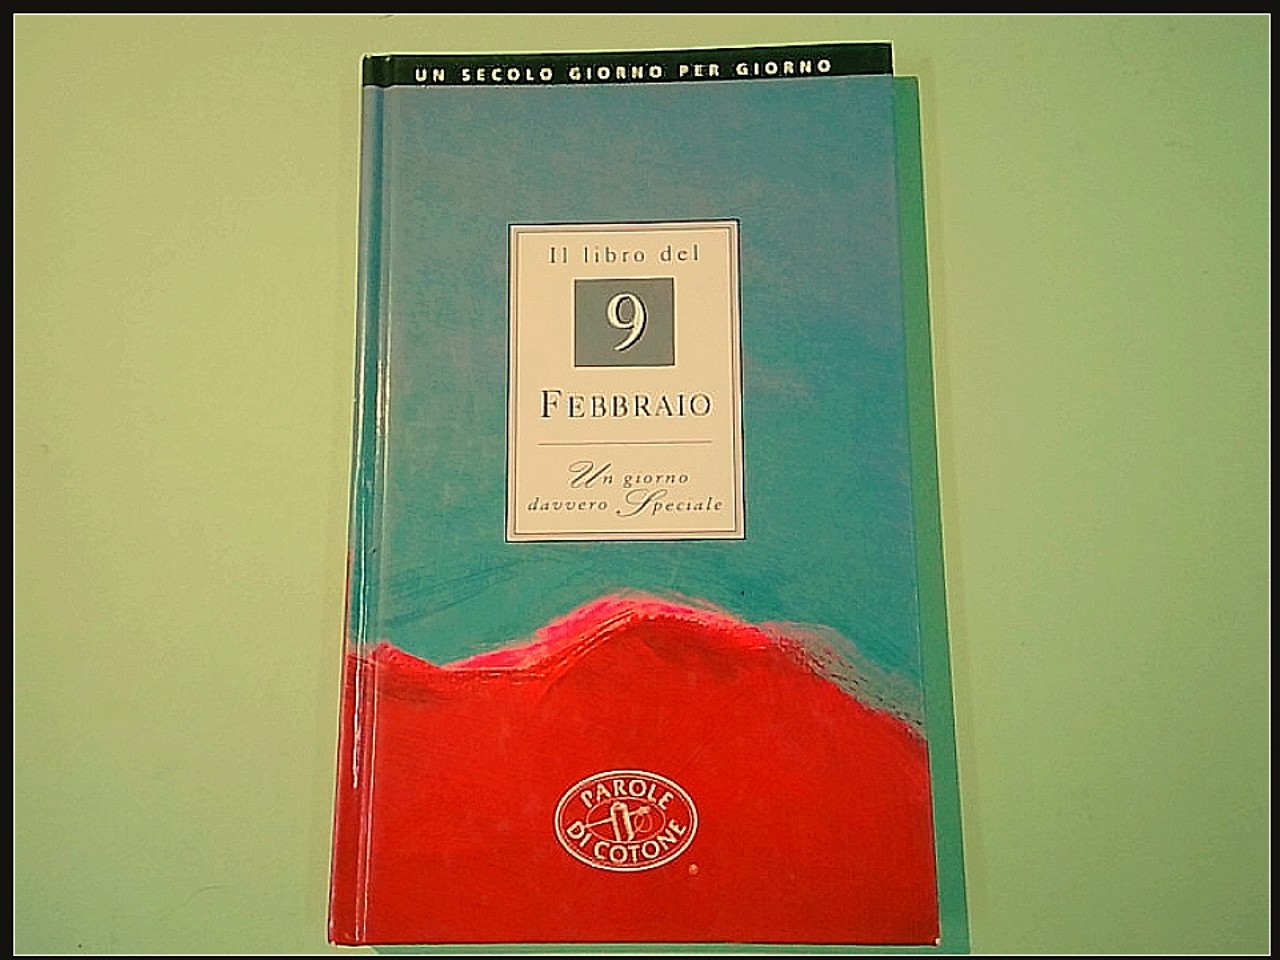 UN SECOLO GIORNO PER GIORNO
Il libro del
9
FEBBRAIO
Un giorno
davvero Speciale
PAROLE
DI COTONE
®